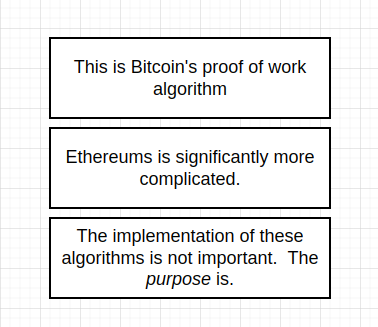 This is Bitcoin's proof of work
algorithm
Ethereums is significantly more
complicated.
The implementation of these
algorithms is not important.  The
purpose is.